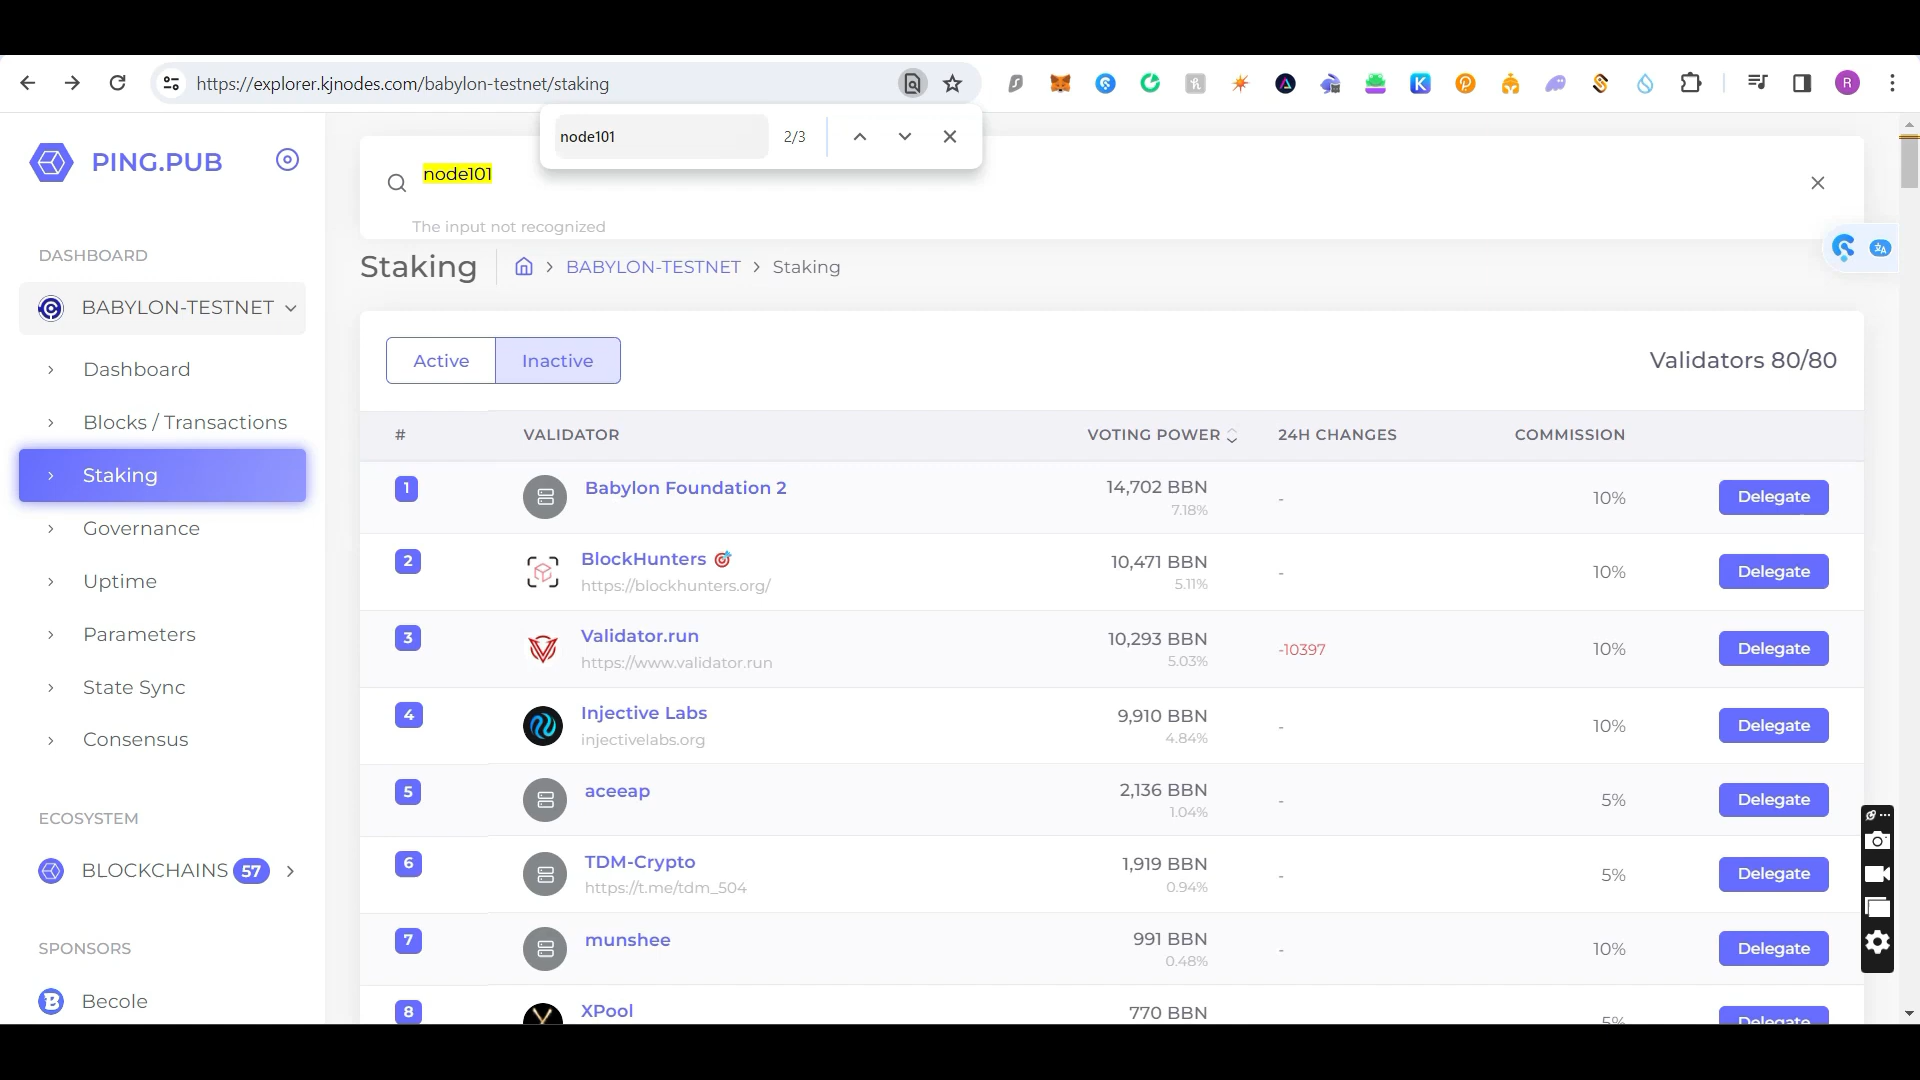 https://explorer.kjnodes.com/babylon-testnet/staking
R
node101 2/3
PING.PUB
node101
The input not recognized
Staking BABYLON-TESTNET Staking
DASHBOARD
BABYLON-TESTNET
Dashboard
Blocks / Transactions
Staking
Governance
Uptime
Parameters
State Sync
Consensus
ECOSYSTEM
BLOCKCHAINS 57
SPONSORS
Becole
Active Inactive Validators 80/80
# VALIDATOR VOTING POWER 24H CHANGES COMMISSION
1 Babylon Foundation 2 14,702 BBN - 10% Delegate
7.18%
2 BlockHunters 10,471 BBN - 10% Delegate
https://blockhunters.org/ 5.11%
3 Validator.run 10,293 BBN -10397 10% Delegate
https://www.validator.run 5.03%
4 Injective Labs 9,910 BBN - 10% Delegate
injectivelabs.org 4.84%
5 aceeap 2,136 BBN - 5% Delegate
1.04%
6 TDM-Crypto 1,919 BBN - 5% Delegate
https://t.me/tdm_504 0.94%
7 munshee 991 BBN - 10% Delegate
0.48%
8 XPool 770 BBN 5% Delegate